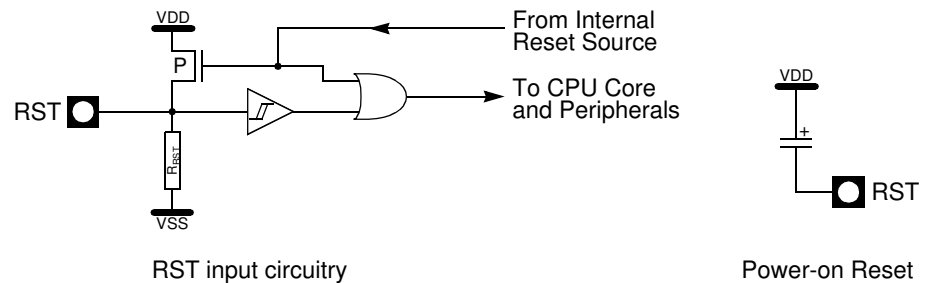 VDD
From Internal
Reset Source
P
To CPU Core
and Peripherals
RST
RRST
VSS
RST input circuitry
VDD
+
RST
Power-on Reset